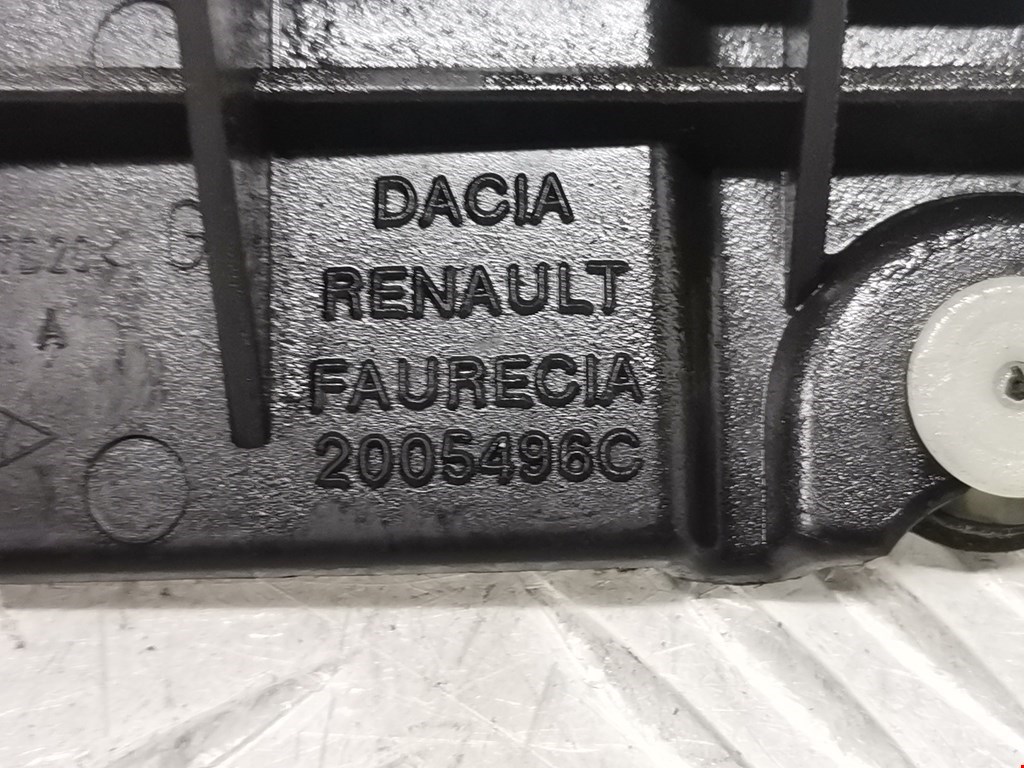 DACIA
RENAULT
FAURECIA
2005496C
A